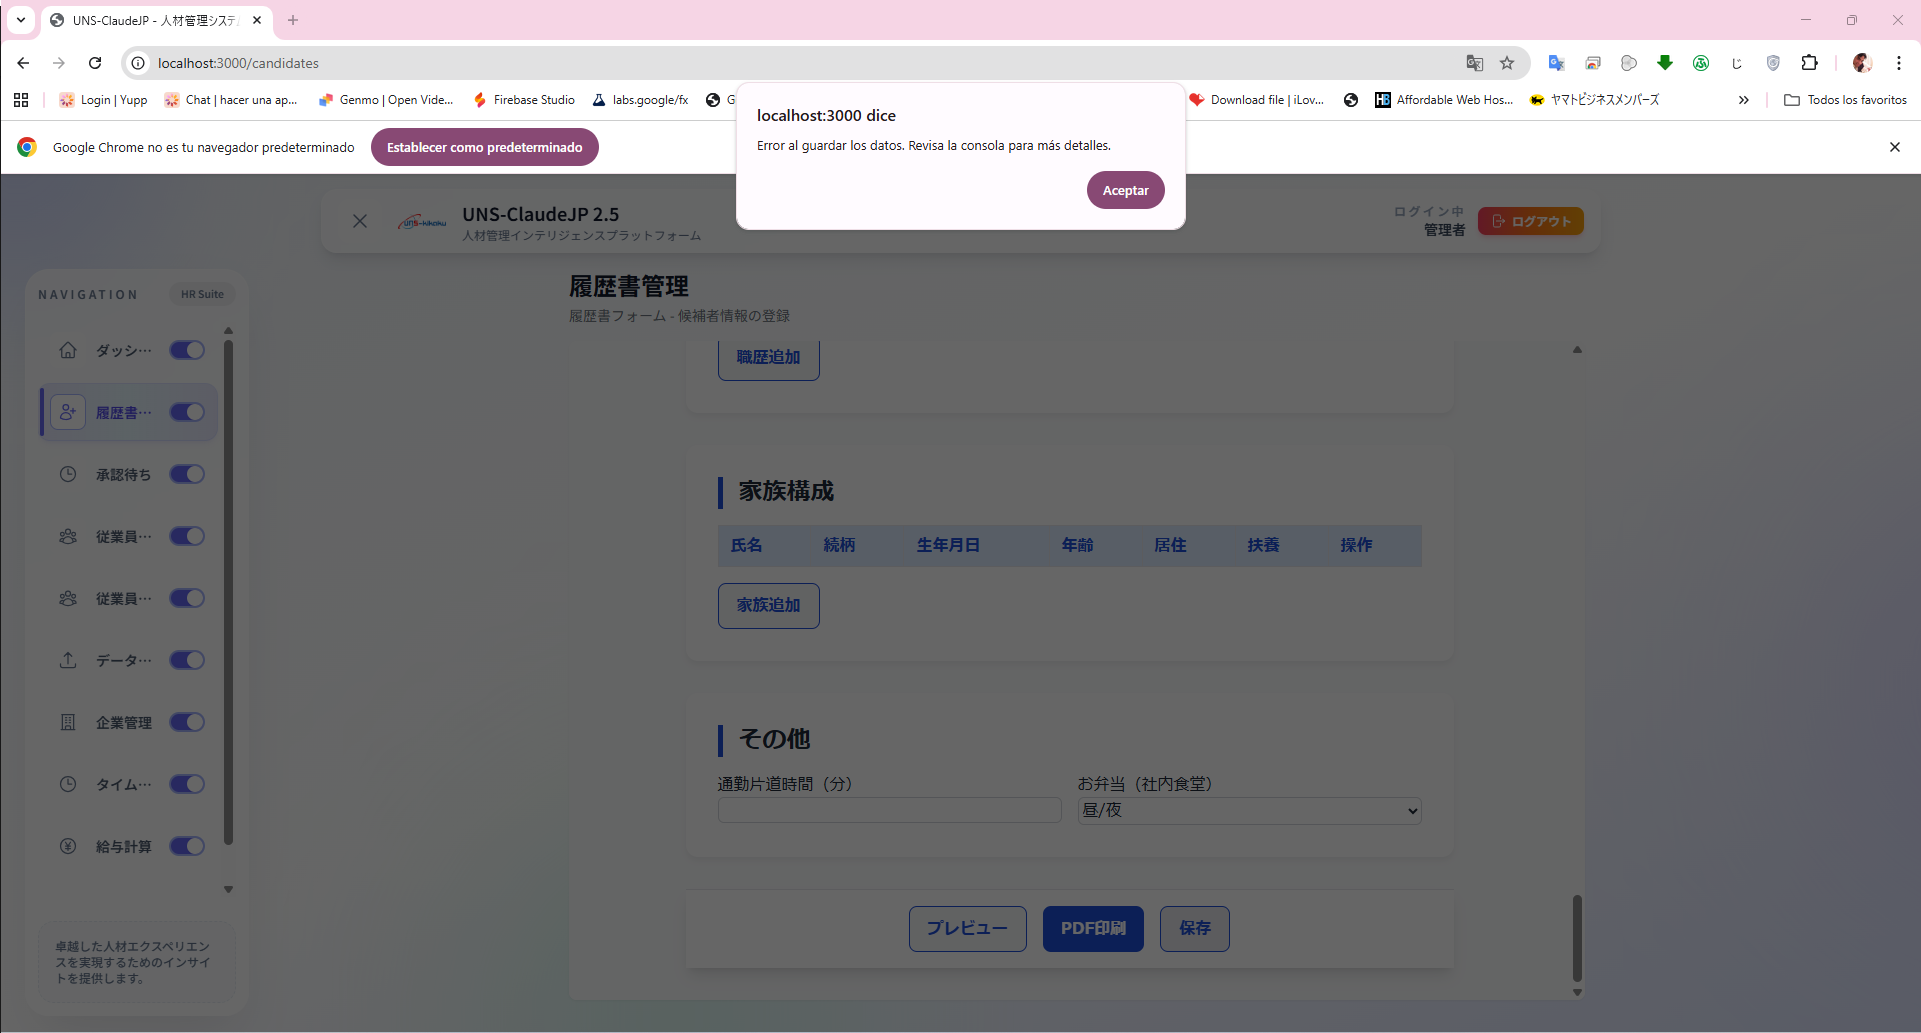 UNS-ClaudeJP - 人材管理システ
localhost:3000/candidates
Login | Yupp
Chat | hacer una ap...
Genmo | Open Vide...
Firebase Studio
labs.google/fx
G
Download file | iLov...
Affordable Web Hos...
ヤマトビジネスメンバーズ
Todos los favoritos
Google Chrome no es tu navegador predeterminado
Establecer como predeterminado
localhost:3000 dice
Error al guardar los datos. Revisa la consola para más detalles.
Aceptar
UNS-Kikaku
UNS-ClaudeJP 2.5
人材管理インテリジェンスプラットフォーム
ログイン中
管理者
ログアウト
NAVIGATION
HR Suite
ダッシ…
履歴書…
承認待ち
従業員…
従業員…
データ…
企業管理
タイム…
給与計算
卓越した人材エクスペリエン
スを実現するためのインサイ
トを提供します。
履歴書管理
履歴書フォーム - 候補者情報の登録
職歴追加
家族構成
氏名 続柄 生年月日 年齢 居住 扶養 操作
家族追加
その他
通勤片道時間（分）
お弁当（社内食堂）
昼/夜
プレビュー
PDF印刷
保存